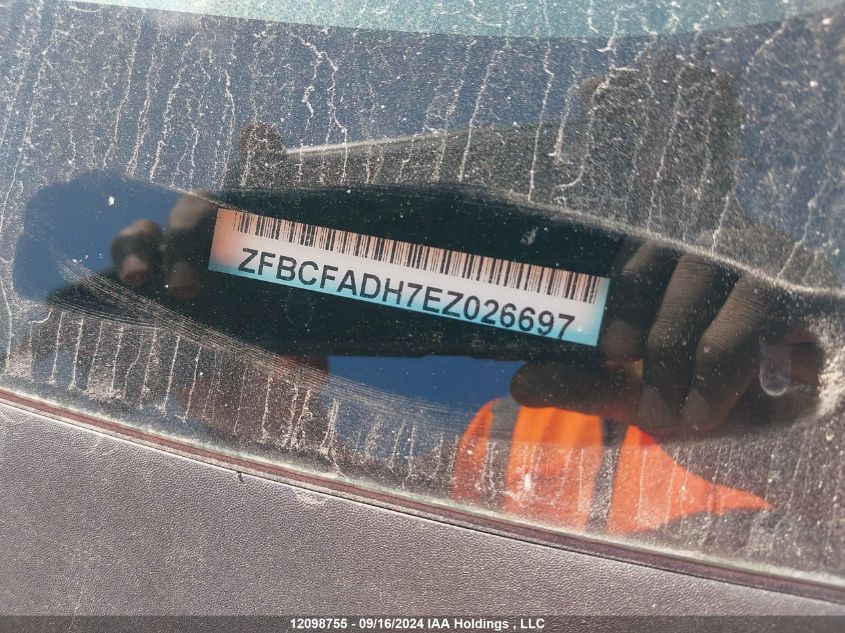 ZFBCFADH7EZ026697
12098755 - 09/16/2024 IAA Holdings , LLC